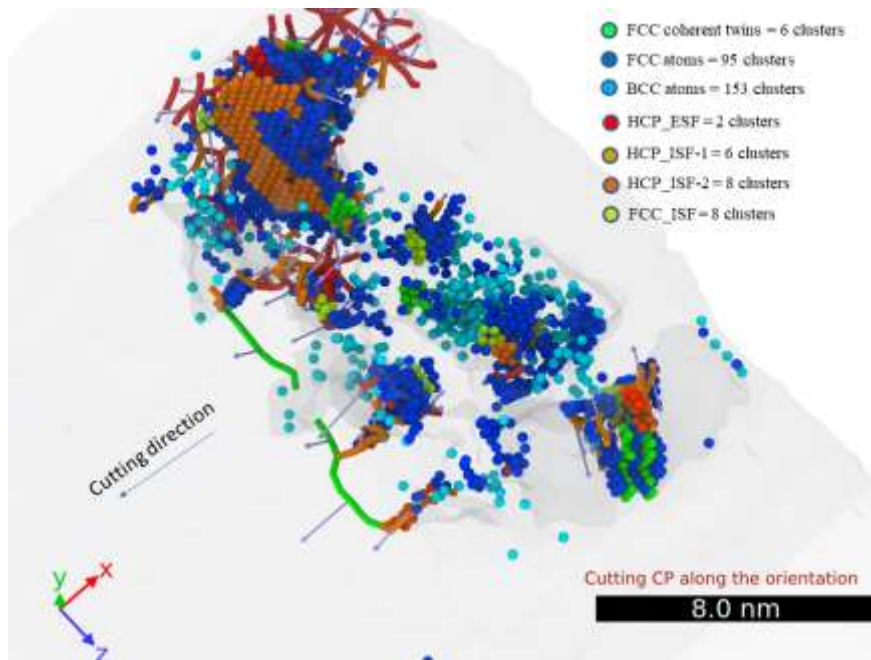 FCC coherent twins = 6 clusters
FCC atoms = 95 clusters
BCC atoms = 153 clusters
HCP_ESF = 2 clusters
HCP_ISF-1 = 6 clusters
HCP_ISF-2 = 8 clusters
FCC_ISF = 8 clusters
Cutting direction
y
x
z
Cutting CP along the orientation
8.0 nm